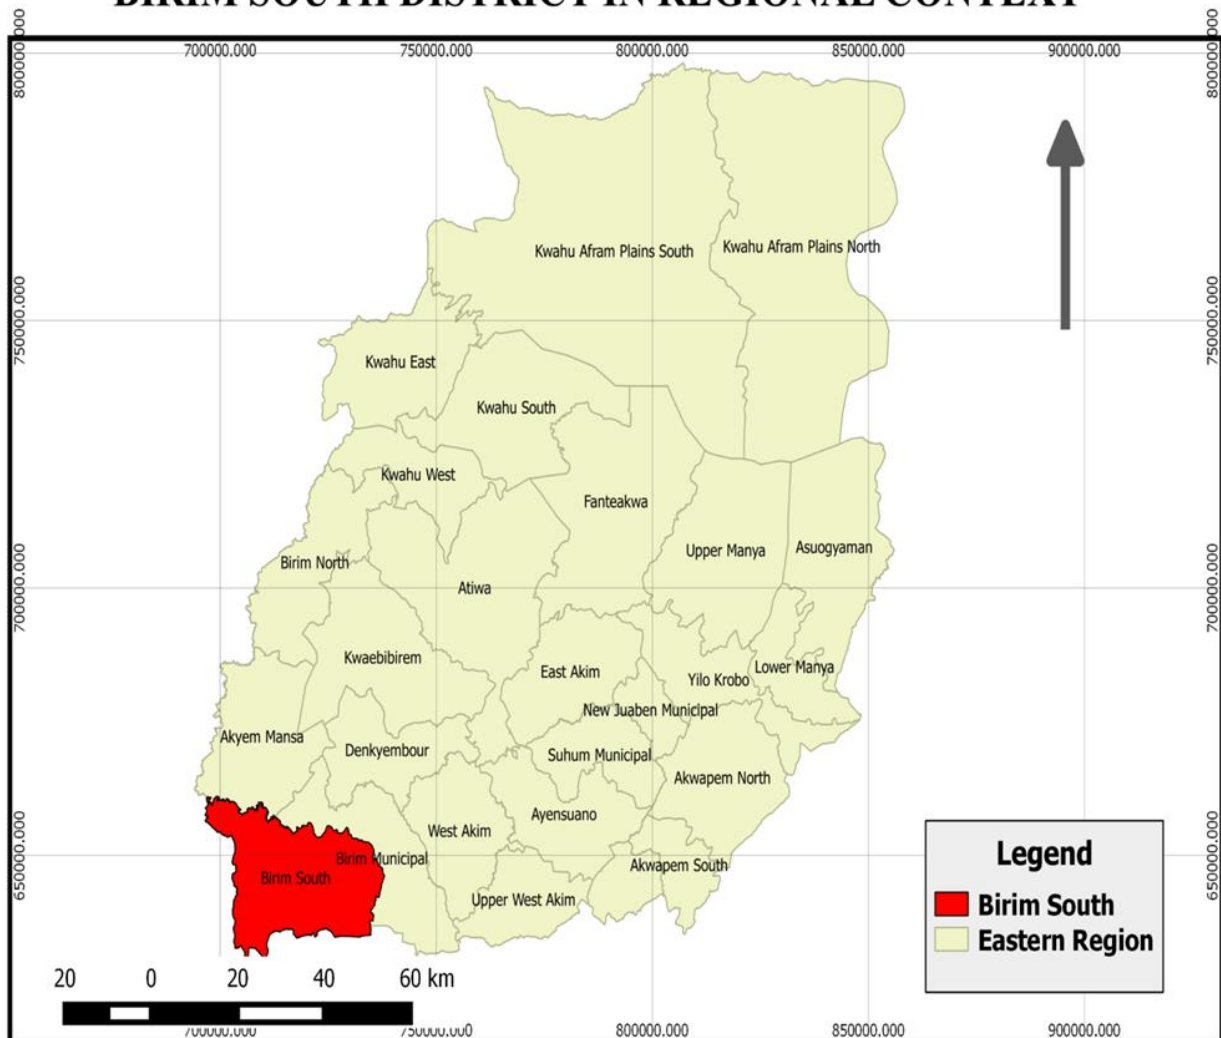 BIRIM SOUTH DISTRICT IN REGIONAL CONTEXT
700000.000 750000.000 800000.000 850000.000 900000.000
800000.000 800000.000
Kwahu Afram Plains South Kwahu Afram Plains North
750000.000 750000.000
Kwahu East
Kwahu South
Kwahu West
Fanteakwa
Upper Manya Asuogyaman
Birim North
Atiwa
700000.000 700000.000
Kwaebibirem
East Akim
Yilo Krobo Lower Manya
New Juaben Municipal
Akyem Mansa
Denkyembour
Suhum Municipal
Akwapem North
Ayensuano
West Akim
Birim Municipal
Akwapem South
Birim South
650000.000 650000.000
Upper West Akim
Legend
Birim South
Eastern Region
20 0 20 40 60 km
700000.000 750000.000 800000.000 850000.000 900000.000